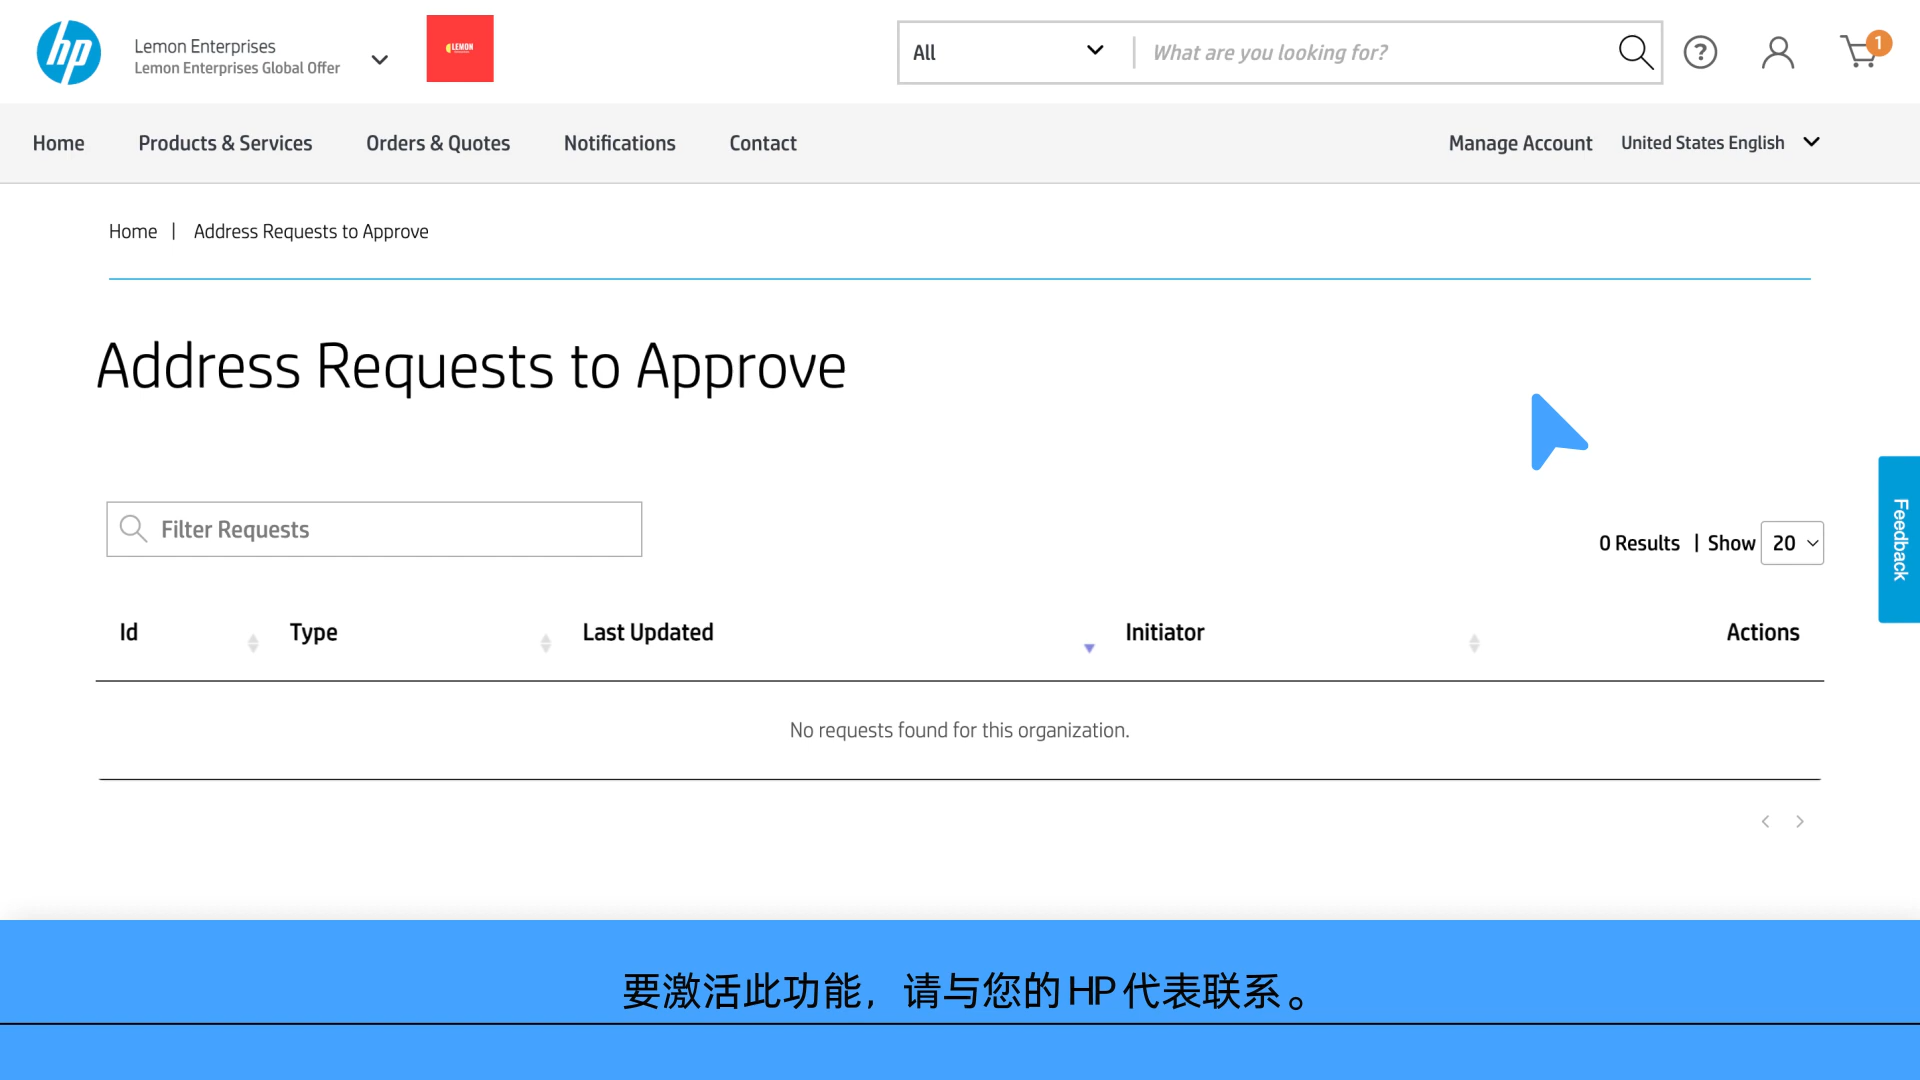 hp
Lemon Enterprises
Lemon Enterprises Global Offer
LEMON
All
What are you looking for?
?
1
Home
Products & Services
Orders & Quotes
Notifications
Contact
Manage Account
United States English
Home | Address Requests to Approve
Address Requests to Approve
Filter Requests
0 Results | Show 20
Feedback
Id
Type
Last Updated
Initiator
Actions
No requests found for this organization.
要激活此功能，请与您的 HP 代表联系。